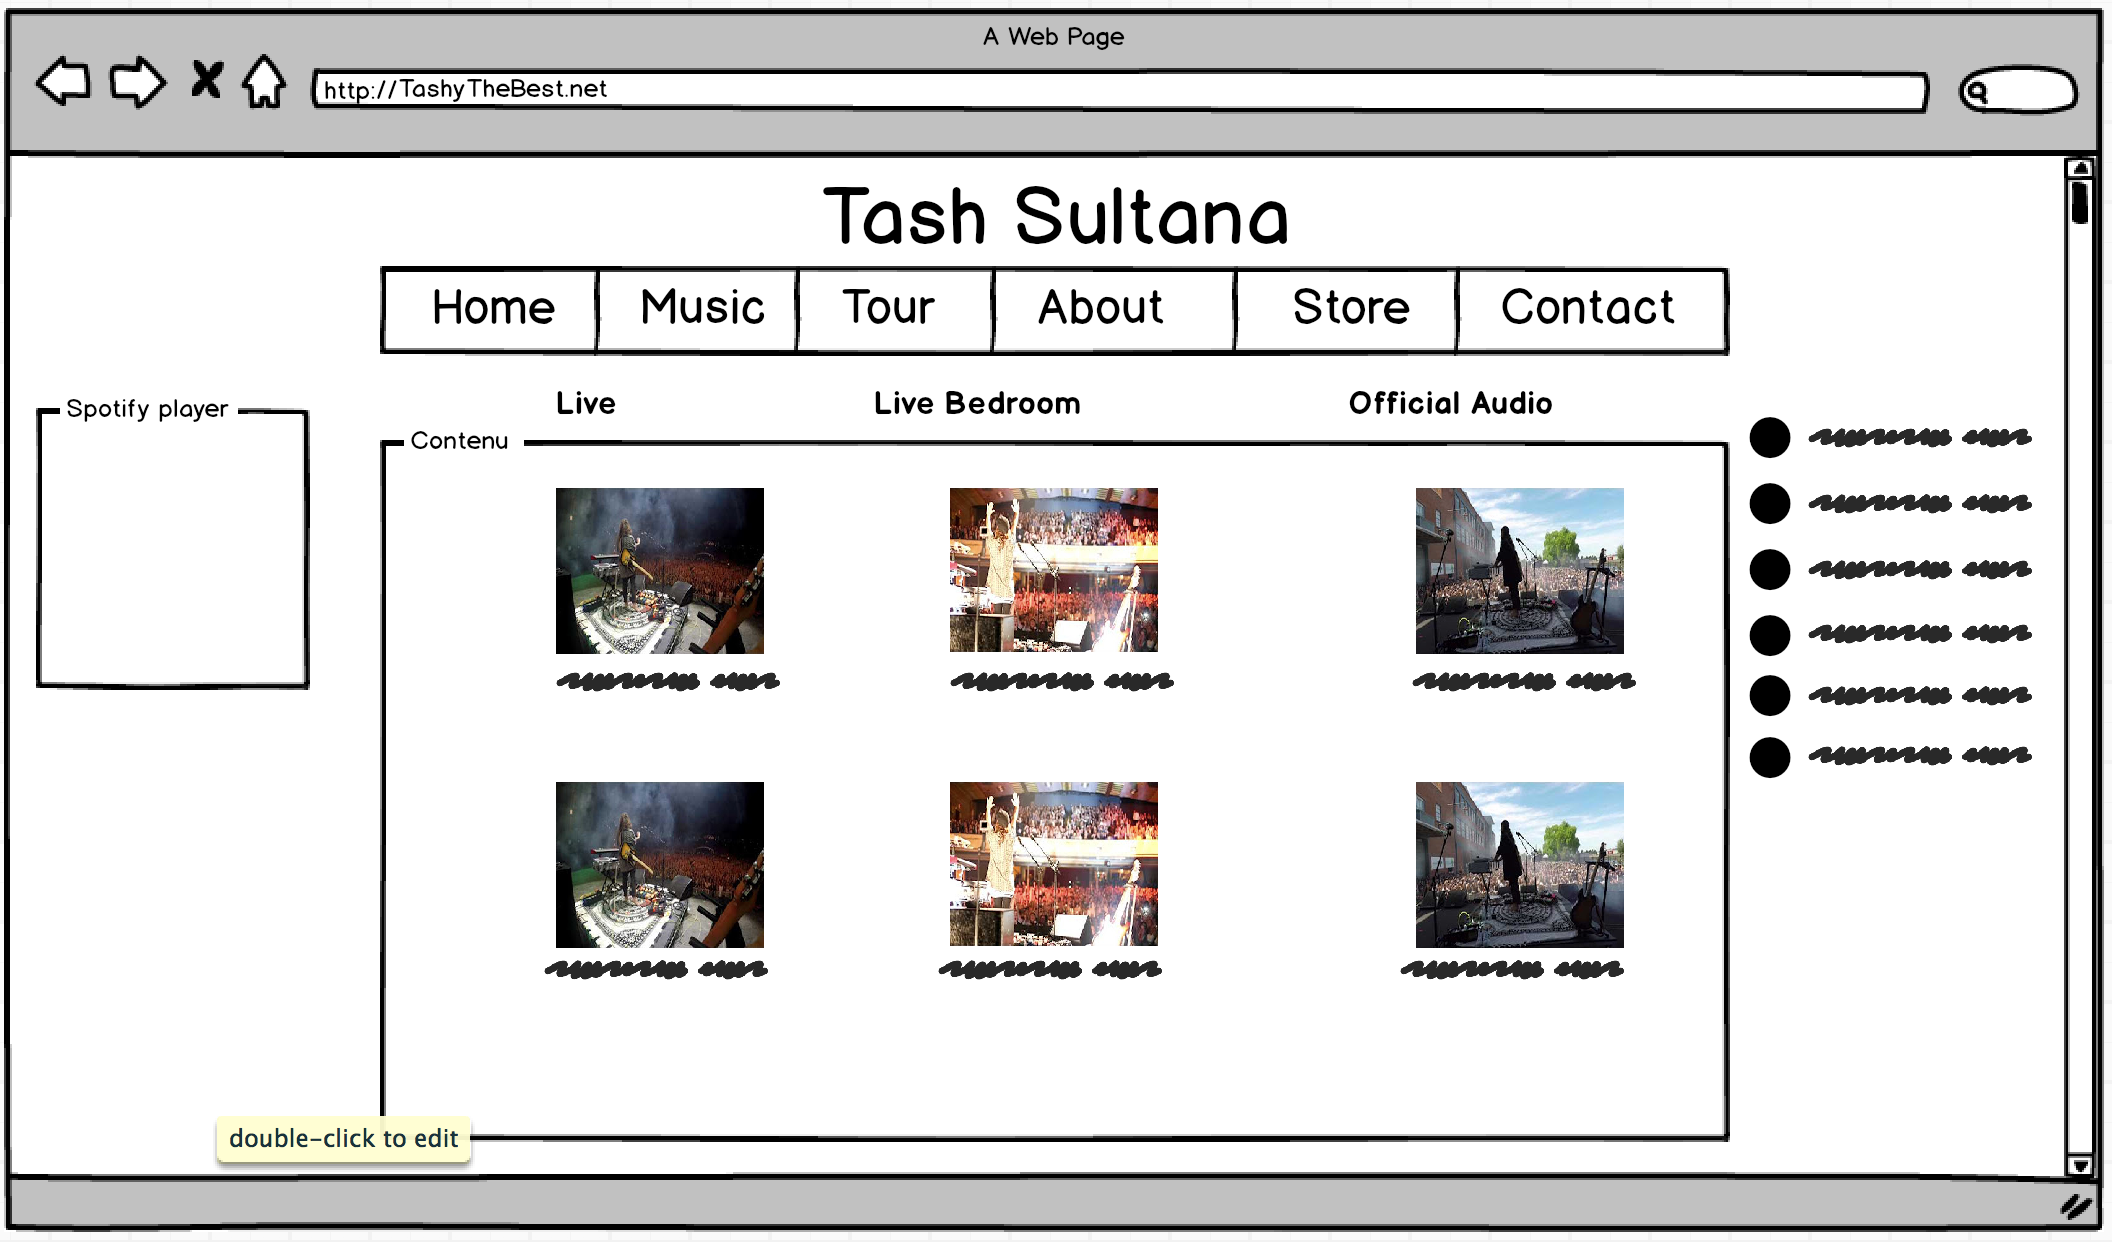 A Web Page
http://TashyTheBest.net
Tash Sultana
Home Music Tour About Store Contact
Live Live Bedroom Official Audio
Spotify player
Contenu
double-click to edit